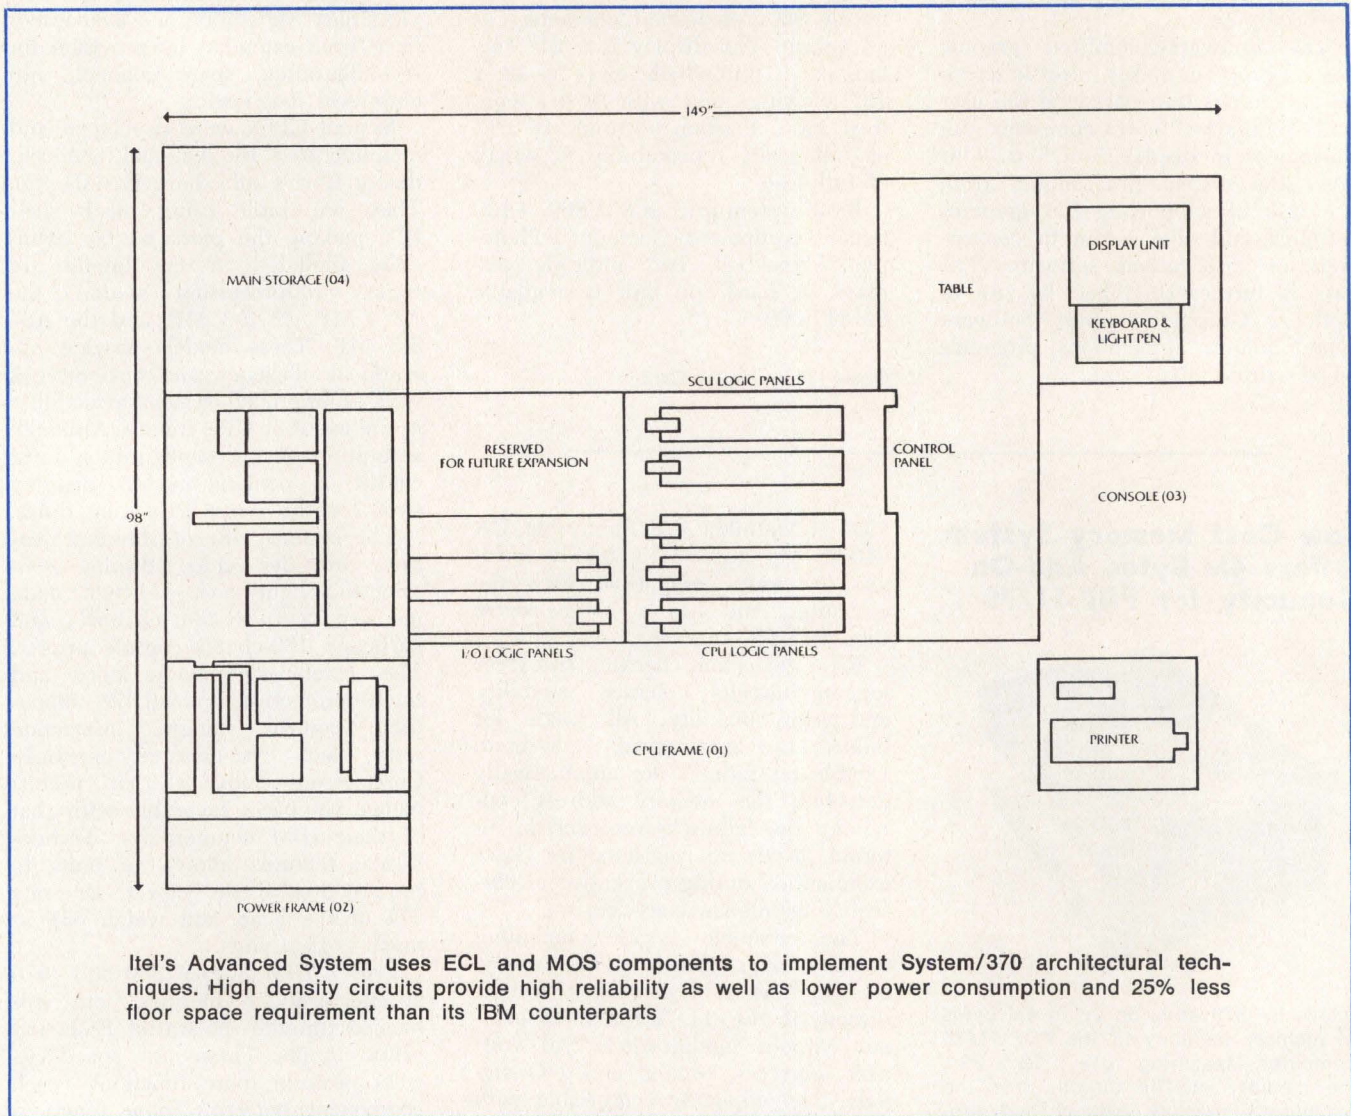 149"
MAIN STORAGE (04)
DISPLAY UNIT
TABLE
KEYBOARD &
LIGHT PEN
SCU LOGIC PANELS
RESERVED
FOR FUTURE EXPANSION
CONTROL
PANEL
CONSOLE (03)
98"
I/O LOGIC PANELS
CPU LOGIC PANELS
CPU FRAME (01)
PRINTER
POWER FRAME (02)
Itel's Advanced System uses ECL and MOS components to implement System/370 architectural tech-
niques. High density circuits provide high reliability as well as lower power consumption and 25% less
floor space requirement than its IBM counterparts